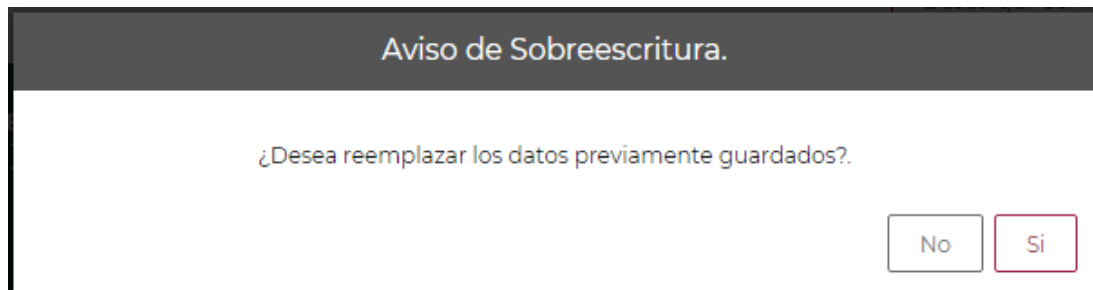 Aviso de Sobreescritura.
¿Desea reemplazar los datos previamente guardados?.
No Si